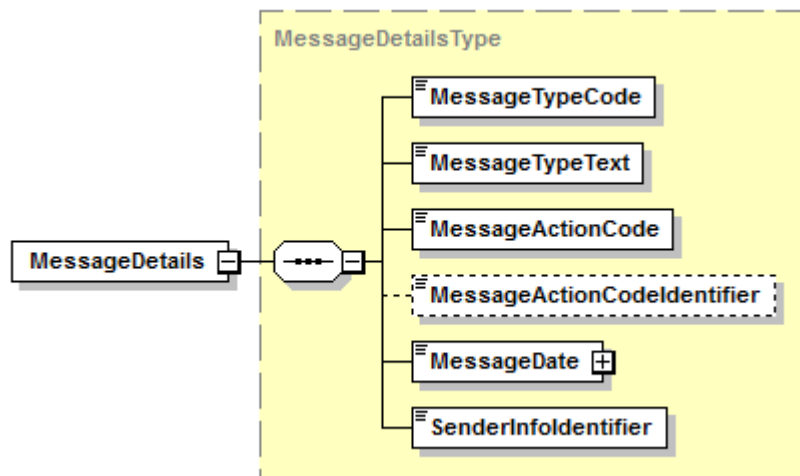 MessageDetailsType
MessageTypeCode
MessageTypeText
MessageActionCode
MessageDetails
MessageActionCodeIdentifier
MessageDate
SenderInfoIdentifier